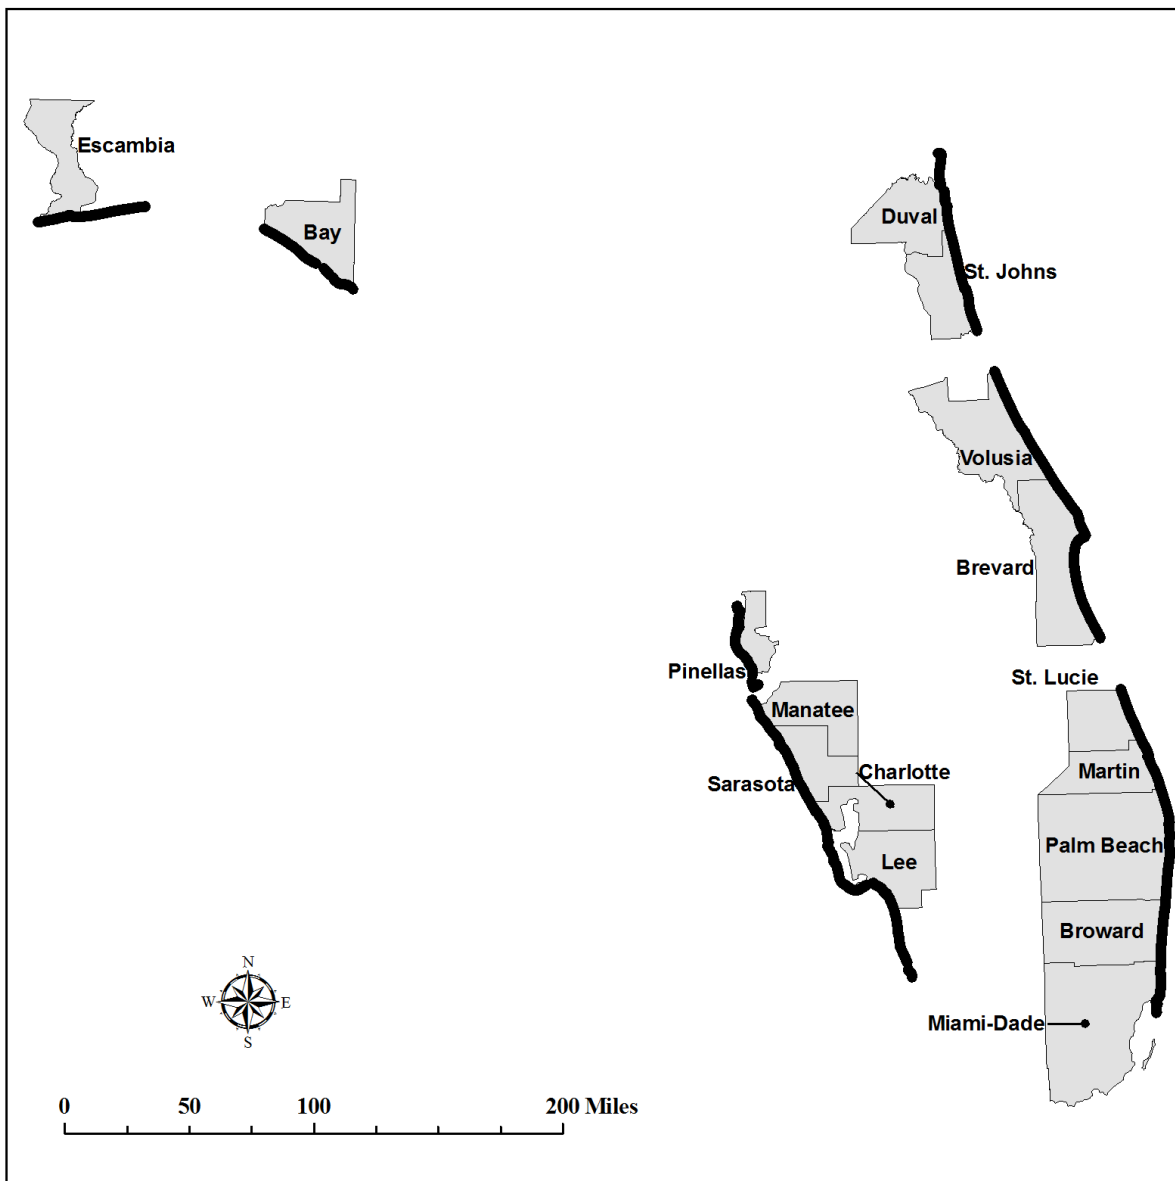 Escambia
Bay
Duval
St. Johns
Volusia
Brevard
Pinellas
St. Lucie
Manatee
Charlotte
Sarasota
Martin
Palm Beach
Lee
Broward
Miami-Dade
N
W E
S
0 50 100 200 Miles